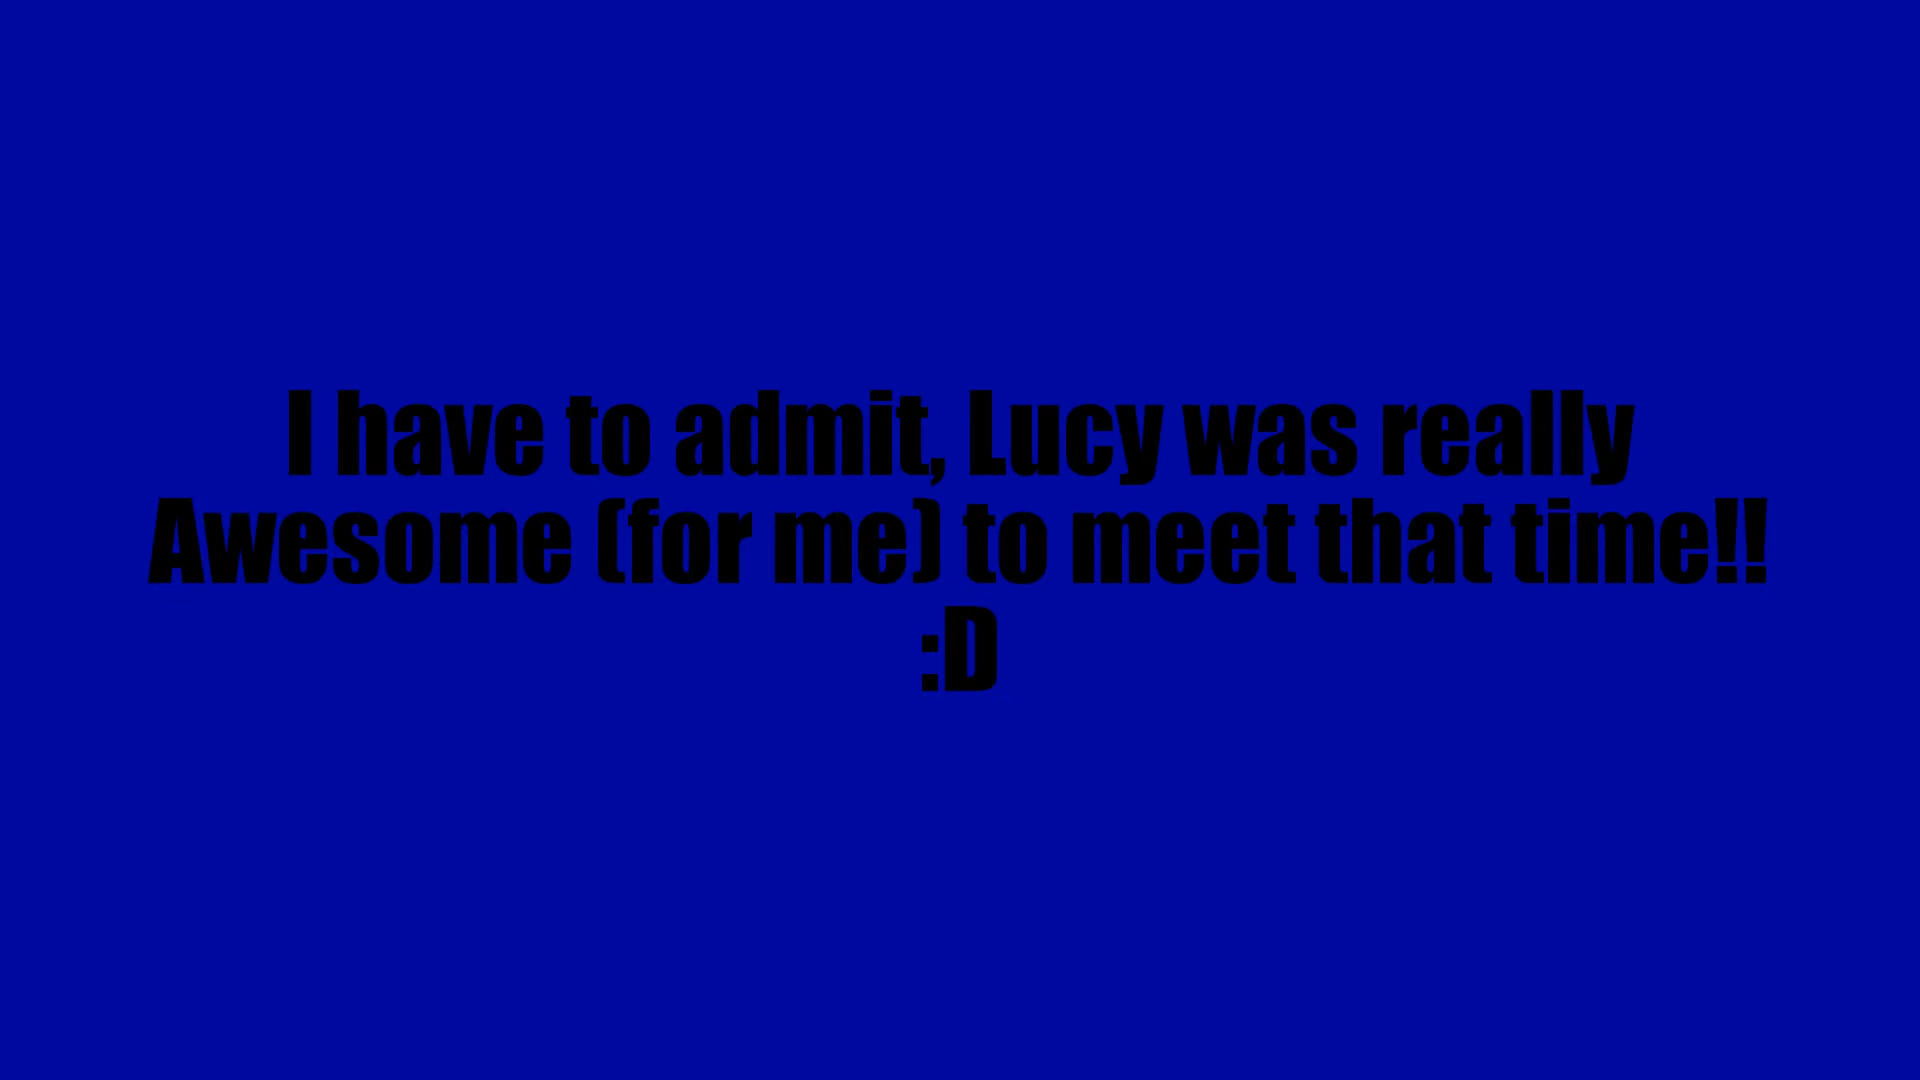 I have to admit, Lucy was really
Awesome (for me) to meet that time!!
:D